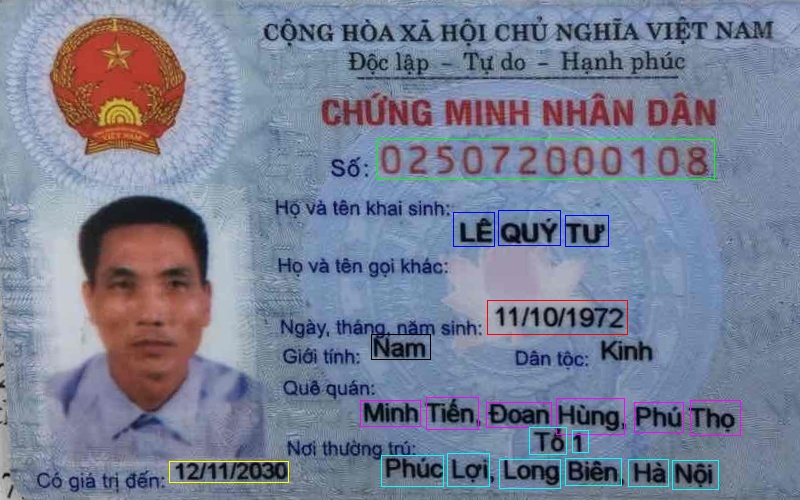 CỘNG HÒA XÃ HỘI CHỦ NGHĨA VIỆT NAM
Độc lập - Tự do - Hạnh phúc
VIỆT NAM
CHỨNG MINH NHÂN DÂN
Số: 025072000108
Họ và tên khai sinh:
LÊ QUÝ TƯ
Họ và tên gọi khác:
Ngày, tháng, năm sinh: 11/10/1972
Giới tính: Nam Dân tộc: Kinh
Quê quán:
Minh Tiến, Đoan Hùng, Phú Thọ
Nơi thường trú: Tổ 1
Phúc Lợi, Long Biên, Hà Nội
Có giá trị đến: 12/11/2030